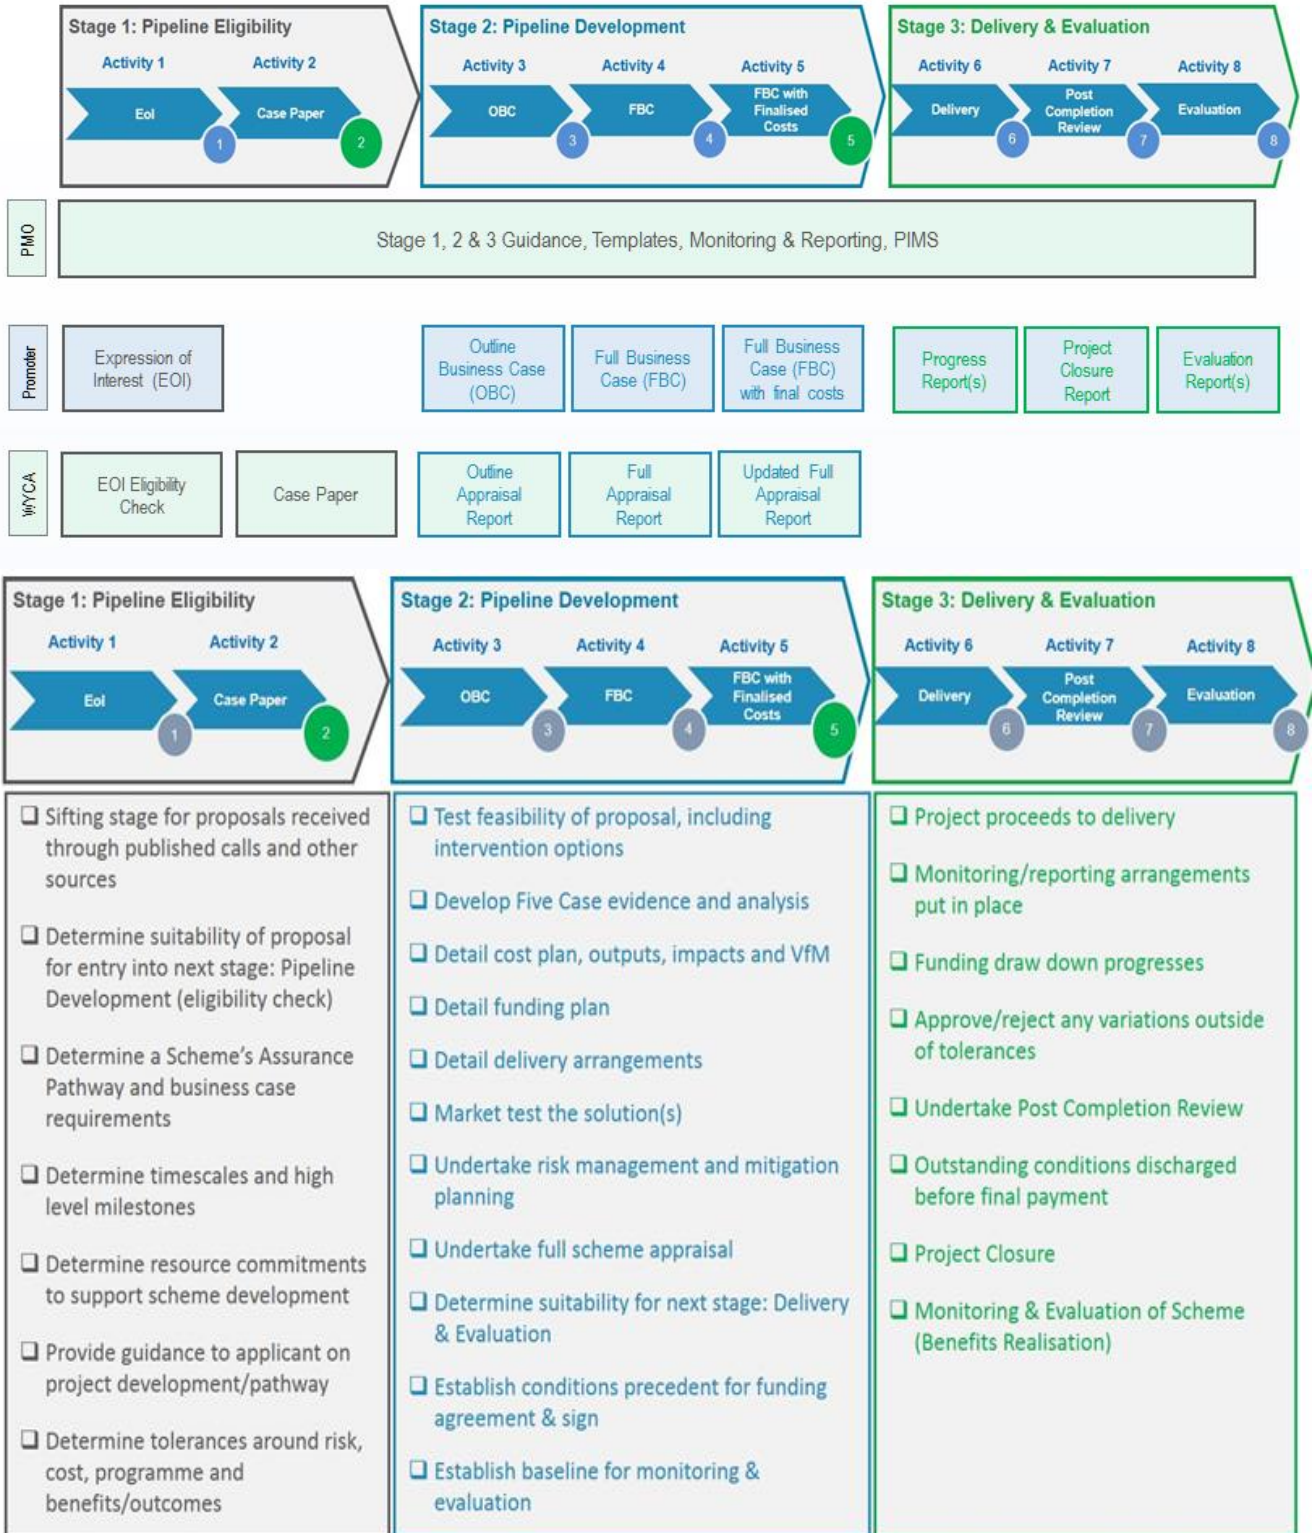 Stage 1: Pipeline Eligibility
Activity 1
Activity 2
EoI
Case Paper
1
2
Stage 2: Pipeline Development
Activity 3
Activity 4
Activity 5
OBC
FBC
FBC with
Finalised
Costs
3
4
5
Stage 3: Delivery & Evaluation
Activity 6
Activity 7
Activity 8
Delivery
Post
Completion
Review
Evaluation
6
7
8
PMO
Stage 1, 2 & 3 Guidance, Templates, Monitoring & Reporting, PIMS
Promoter
Expression of
Interest (EOI)
Outline
Business Case
(OBC)
Full Business
Case (FBC)
Full Business
Case (FBC)
with final costs
Progress
Report(s)
Project
Closure
Report
Evaluation
Report(s)
WYCA
EOI Eligibility
Check
Case Paper
Outline
Appraisal
Report
Full
Appraisal
Report
Updated Full
Appraisal
Report
Stage 1: Pipeline Eligibility
Activity 1
Activity 2
EoI
Case Paper
1
2
Stage 2: Pipeline Development
Activity 3
Activity 4
Activity 5
OBC
FBC
FBC with
Finalised
Costs
3
4
5
Stage 3: Delivery & Evaluation
Activity 6
Activity 7
Activity 8
Delivery
Post
Completion
Review
Evaluation
6
7
8
Sifting stage for proposals received
through published calls and other
sources
Determine suitability of proposal
for entry into next stage: Pipeline
Development (eligibility check)
Determine a Scheme's Assurance
Pathway and business case
requirements
Determine timescales and high
level milestones
Determine resource commitments
to support scheme development
Provide guidance to applicant on
project development/pathway
Determine tolerances around risk,
cost, programme and
benefits/outcomes
Test feasibility of proposal, including
intervention options
Develop Five Case evidence and analysis
Detail cost plan, outputs, impacts and VfM
Detail funding plan
Detail delivery arrangements
Market test the solution(s)
Undertake risk management and mitigation
planning
Undertake full scheme appraisal
Determine suitability for next stage: Delivery
& Evaluation
Establish conditions precedent for funding
agreement & sign
Establish baseline for monitoring &
evaluation
Project proceeds to delivery
Monitoring/reporting arrangements
put in place
Funding draw down progresses
Approve/reject any variations outside
of tolerances
Undertake Post Completion Review
Outstanding conditions discharged
before final payment
Project Closure
Monitoring & Evaluation of Scheme
(Benefits Realisation)